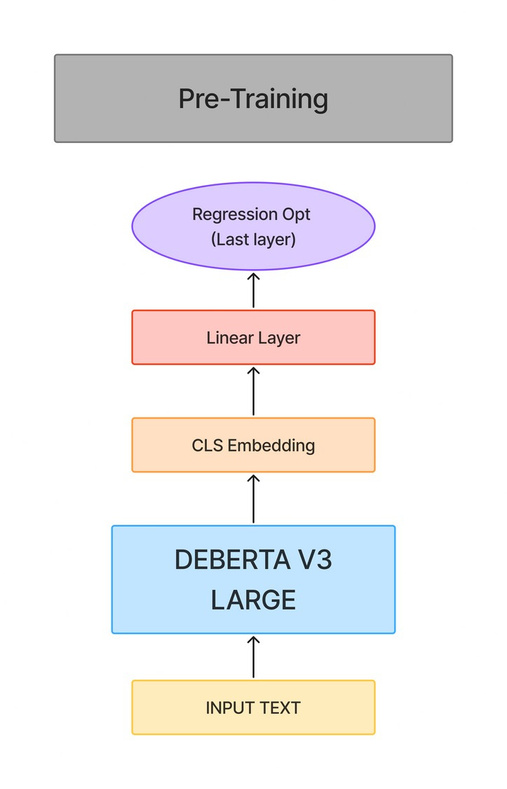 Pre-Training
Regression Opt
(Last layer)
Linear Layer
CLS Embedding
DEBERTA V3
LARGE
INPUT TEXT